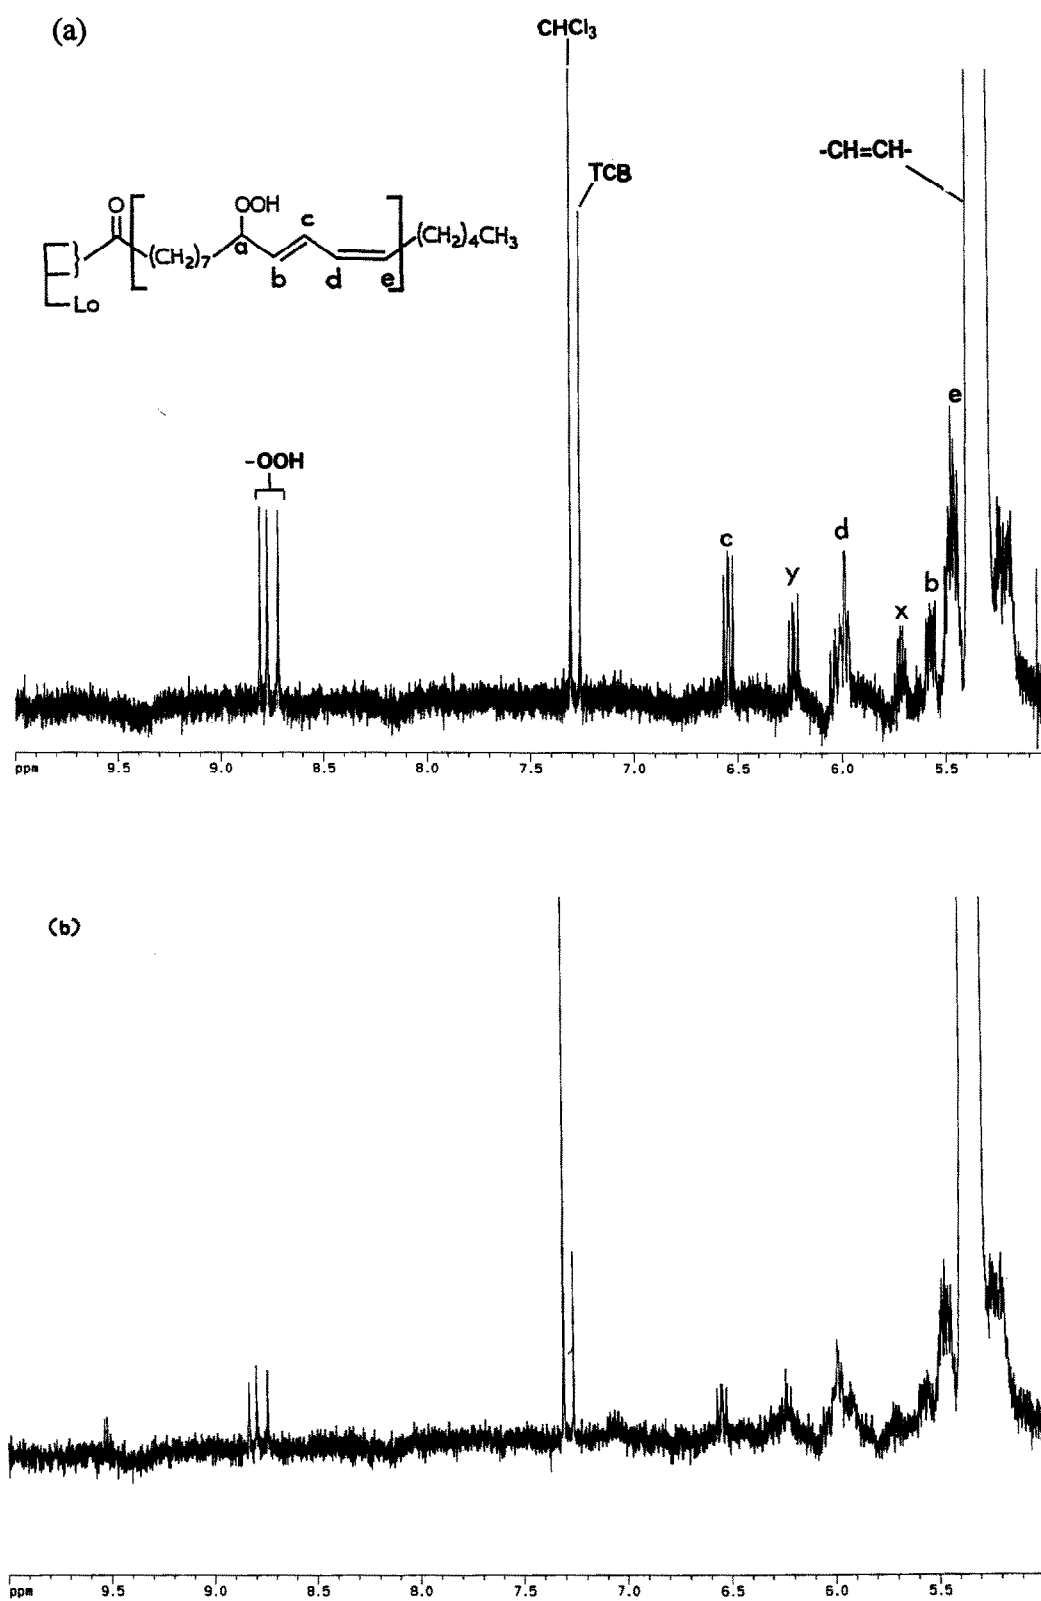 (a)
CHCl₃
TCB
-CH=CH-
O
OOH
c
(CH₂)₇
a
b
d
e
(CH₂)₄CH₃
Lo
-OOH
c
y
d
x
b
e
ppm 9.5 9.0 8.5 8.0 7.5 7.0 6.5 6.0 5.5
(b)
ppm 9.5 9.0 8.5 8.0 7.5 7.0 6.5 6.0 5.5